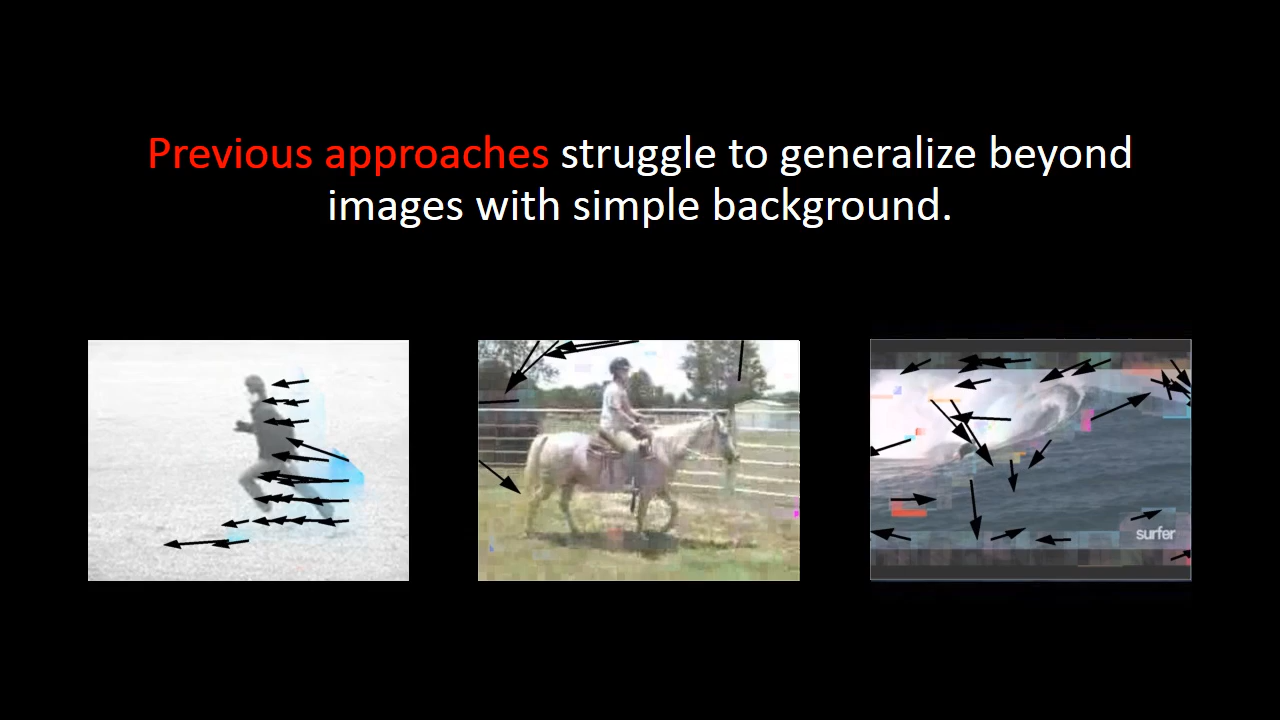 Previous approaches struggle to generalize beyond
images with simple background.
surfer